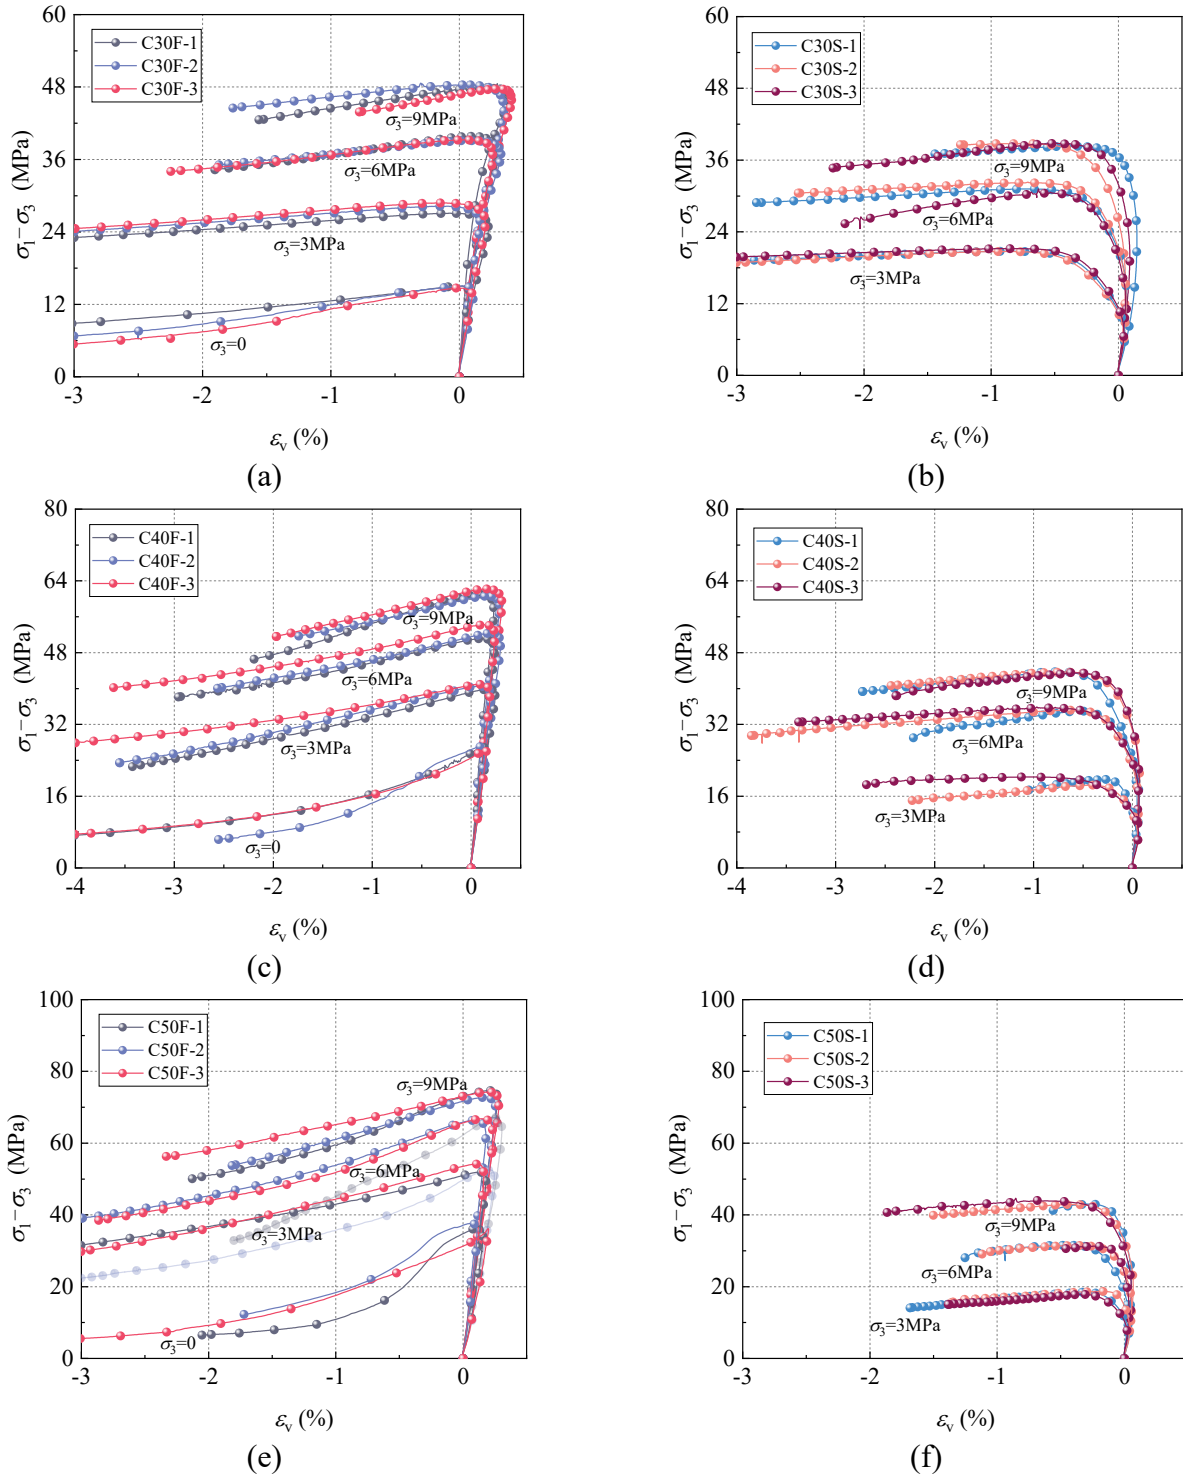 60
48
36
24
12
0
σ1−σ3 (MPa)
C30F-1
C30F-2
C30F-3
σ3=9MPa
σ3=6MPa
σ3=3MPa
σ3=0
-3 -2 -1 0
εv (%)
(a)
60
48
36
24
12
0
σ1−σ3 (MPa)
C30S-1
C30S-2
C30S-3
σ3=9MPa
σ3=6MPa
σ3=3MPa
-3 -2 -1 0
εv (%)
(b)
80
64
48
32
16
0
σ1−σ3 (MPa)
C40F-1
C40F-2
C40F-3
σ3=9MPa
σ3=6MPa
σ3=3MPa
σ3=0
-4 -3 -2 -1 0
εv (%)
(c)
80
64
48
32
16
0
σ1−σ3 (MPa)
C40S-1
C40S-2
C40S-3
σ3=9MPa
σ3=6MPa
σ3=3MPa
-4 -3 -2 -1 0
εv (%)
(d)
100
80
60
40
20
0
σ1−σ3 (MPa)
C50F-1
C50F-2
C50F-3
σ3=9MPa
σ3=6MPa
σ3=3MPa
σ3=0
-3 -2 -1 0
εv (%)
(e)
100
80
60
40
20
0
σ1−σ3 (MPa)
C50S-1
C50S-2
C50S-3
σ3=9MPa
σ3=6MPa
σ3=3MPa
-3 -2 -1 0
εv (%)
(f)